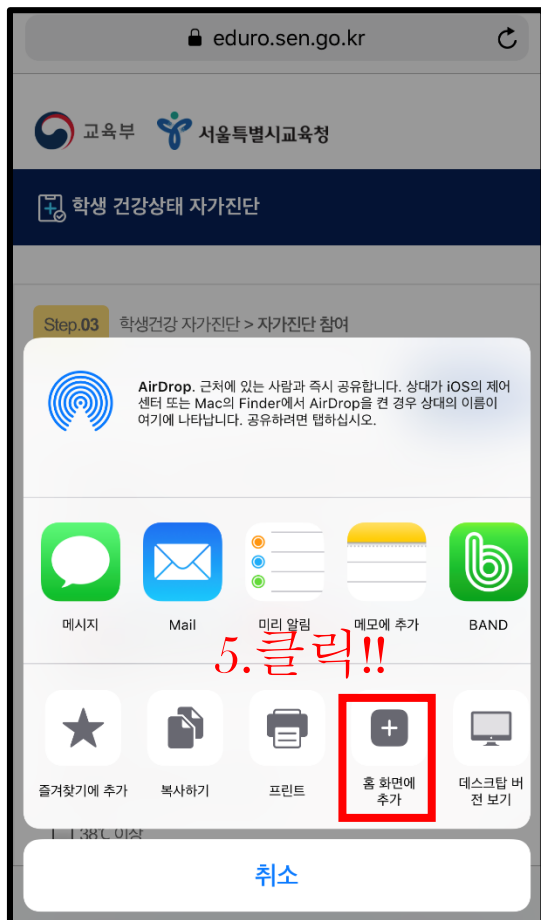 eduro.sen.go.kr
교육부 서울특별시교육청
학생 건강상태 자가진단
Step.03 학생건강 자가진단 > 자가진단 참여
AirDrop. 근처에 있는 사람과 즉시 공유합니다. 상대가 iOS의 제어
센터 또는 Mac의 Finder에서 AirDrop을 켠 경우 상대의 이름이
여기에 나타납니다. 공유하려면 탭하십시오.
메시지 Mail 미리 알림 메모에 추가 BAND
5.클릭!!
즐겨찾기에 추가 복사하기 프린트 홈 화면에 데스크탑 버
추가 전 보기
38℃ 이상
취소